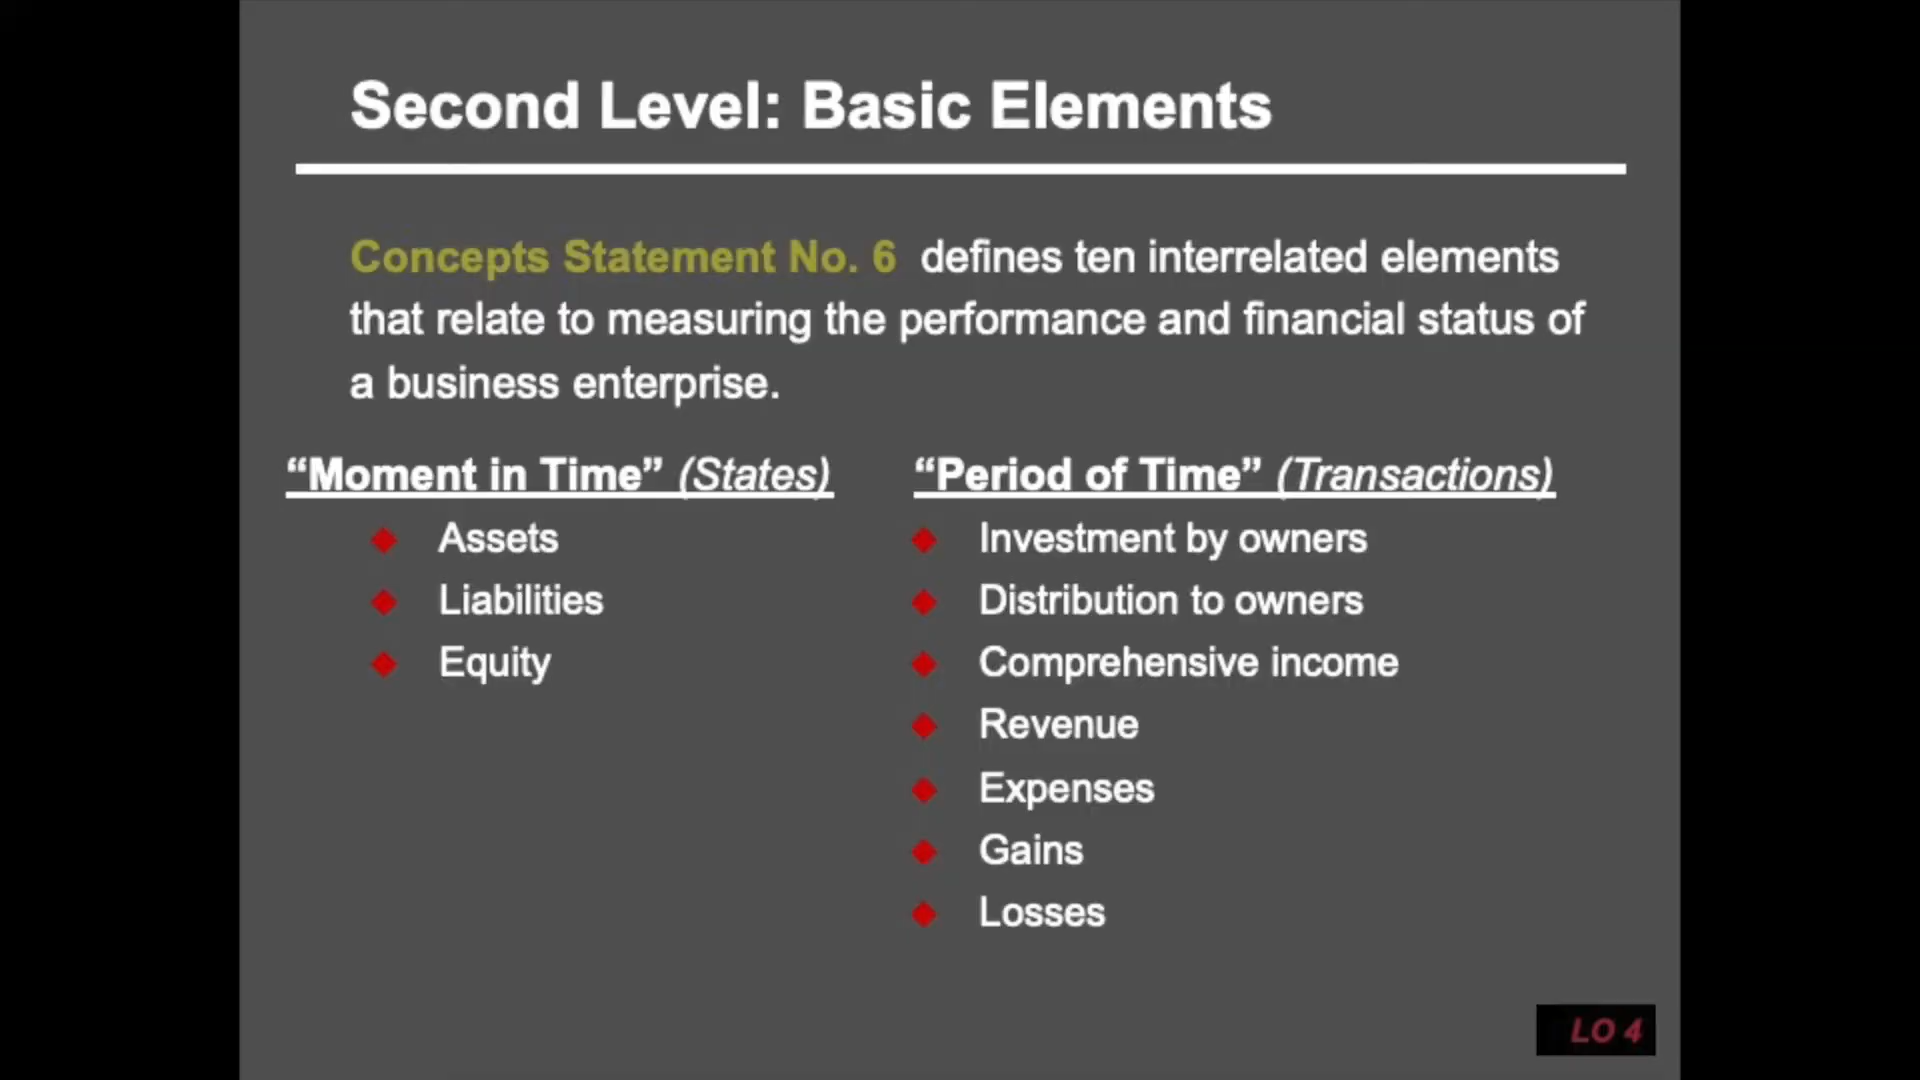 Second Level: Basic Elements
Concepts Statement No. 6 defines ten interrelated elements
that relate to measuring the performance and financial status of
a business enterprise.
“Moment in Time” (States)
Assets
Liabilities
Equity
“Period of Time” (Transactions)
Investment by owners
Distribution to owners
Comprehensive income
Revenue
Expenses
Gains
Losses
LO 4